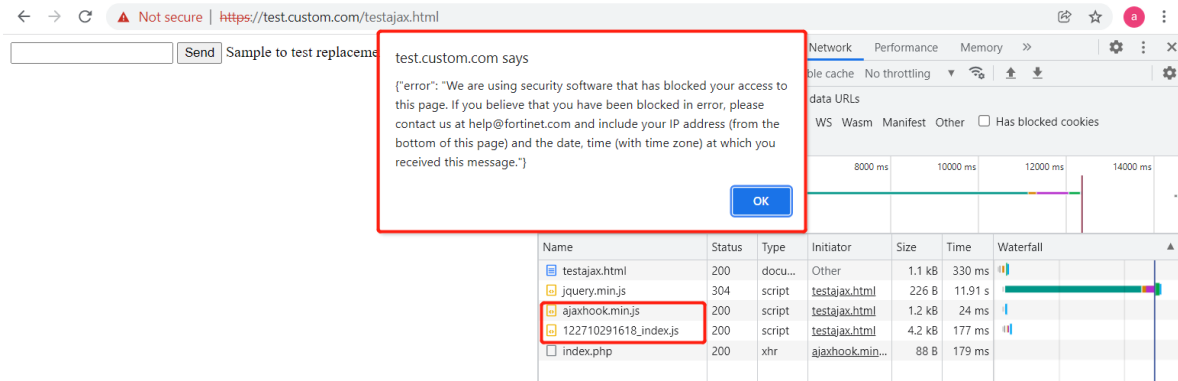 Not secure | https://test.custom.com/testajax.html
a
Send Sample to test replaceme
test.custom.com says
{"error": "We are using security software that has blocked your access to
this page. If you believe that you have been blocked in error, please
contact us at help@fortinet.com and include your IP address (from the
bottom of this page) and the date, time (with time zone) at which you
received this message."}
OK
Network Performance Memory »
ble cache No throttling
data URLs
WS Wasm Manifest Other Has blocked cookies
8000 ms 10000 ms 12000 ms 14000 ms
Name Status Type Initiator Size Time Waterfall
testajax.html 200 docu... Other 1.1 kB 330 ms
jquery.min.js 304 script testajax.html 226 B 11.91 s
ajaxhook.min.js 200 script testajax.html 1.2 kB 24 ms
122710291618_index.js 200 script testajax.html 4.2 kB 177 ms
index.php 200 xhr ajaxhook.min... 88 B 179 ms